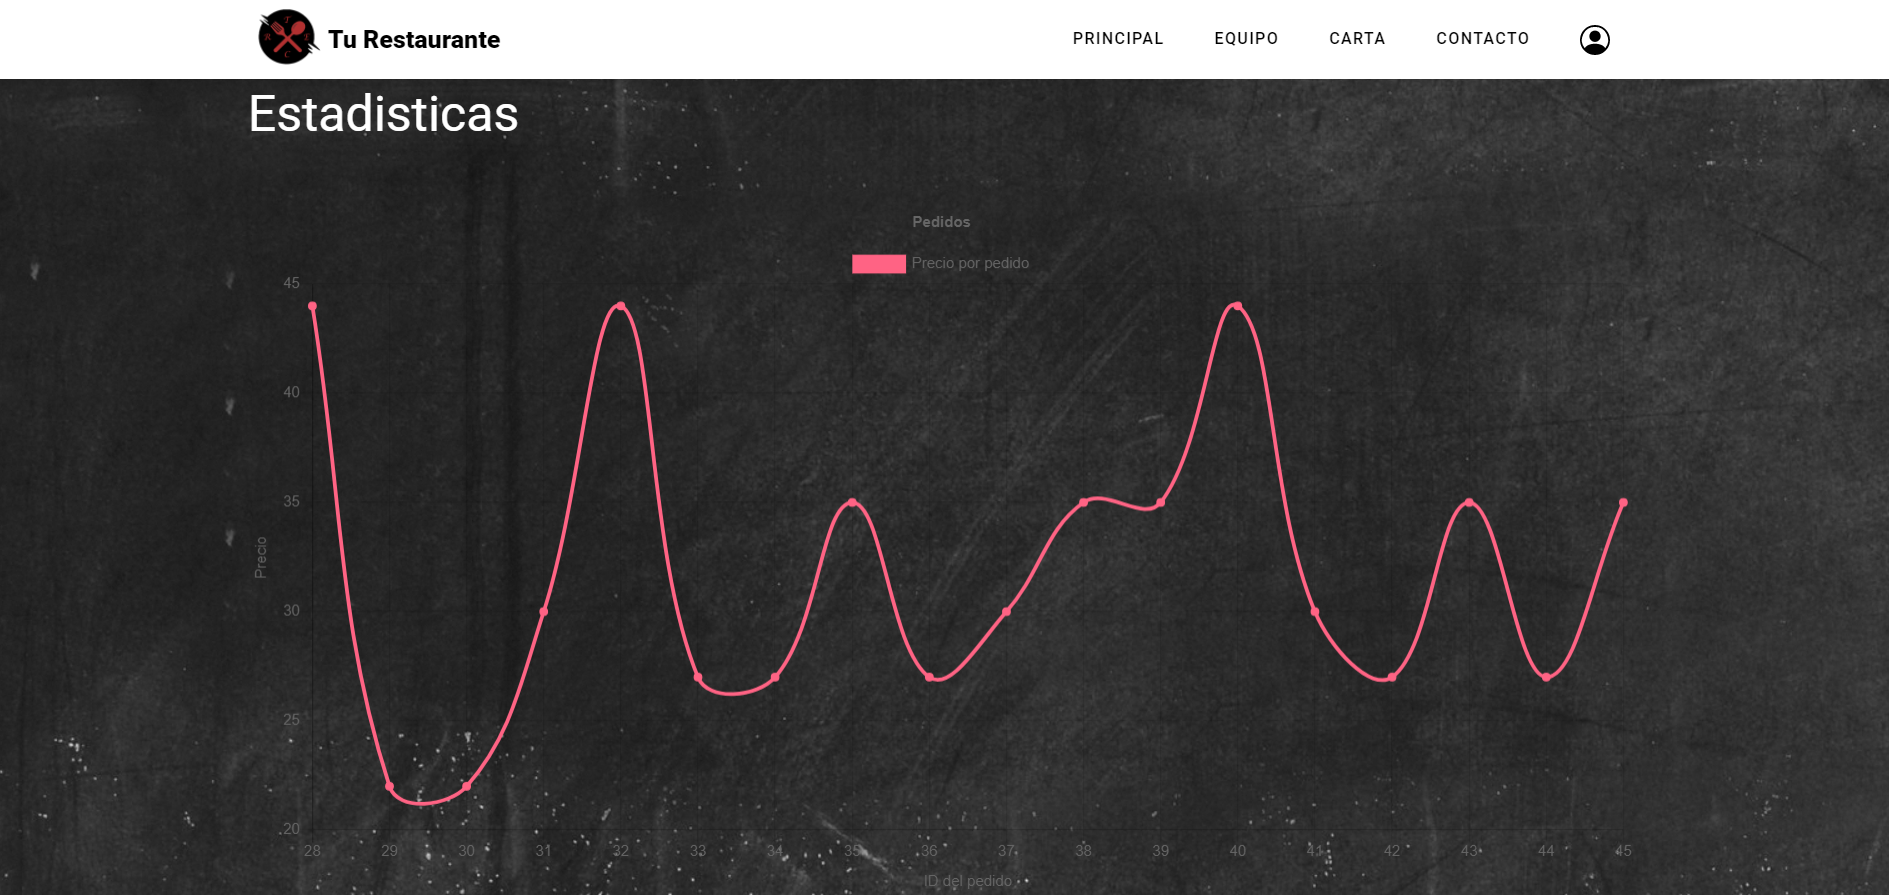 Tu Restaurante
PRINCIPAL EQUIPO CARTA CONTACTO
Estadisticas
Pedidos
Precio por pedido
45
40
35
30
25
20
Precio
28 29 30 31 32 33 34 35 36 37 38 39 40 41 42 43 44 45
ID del pedido